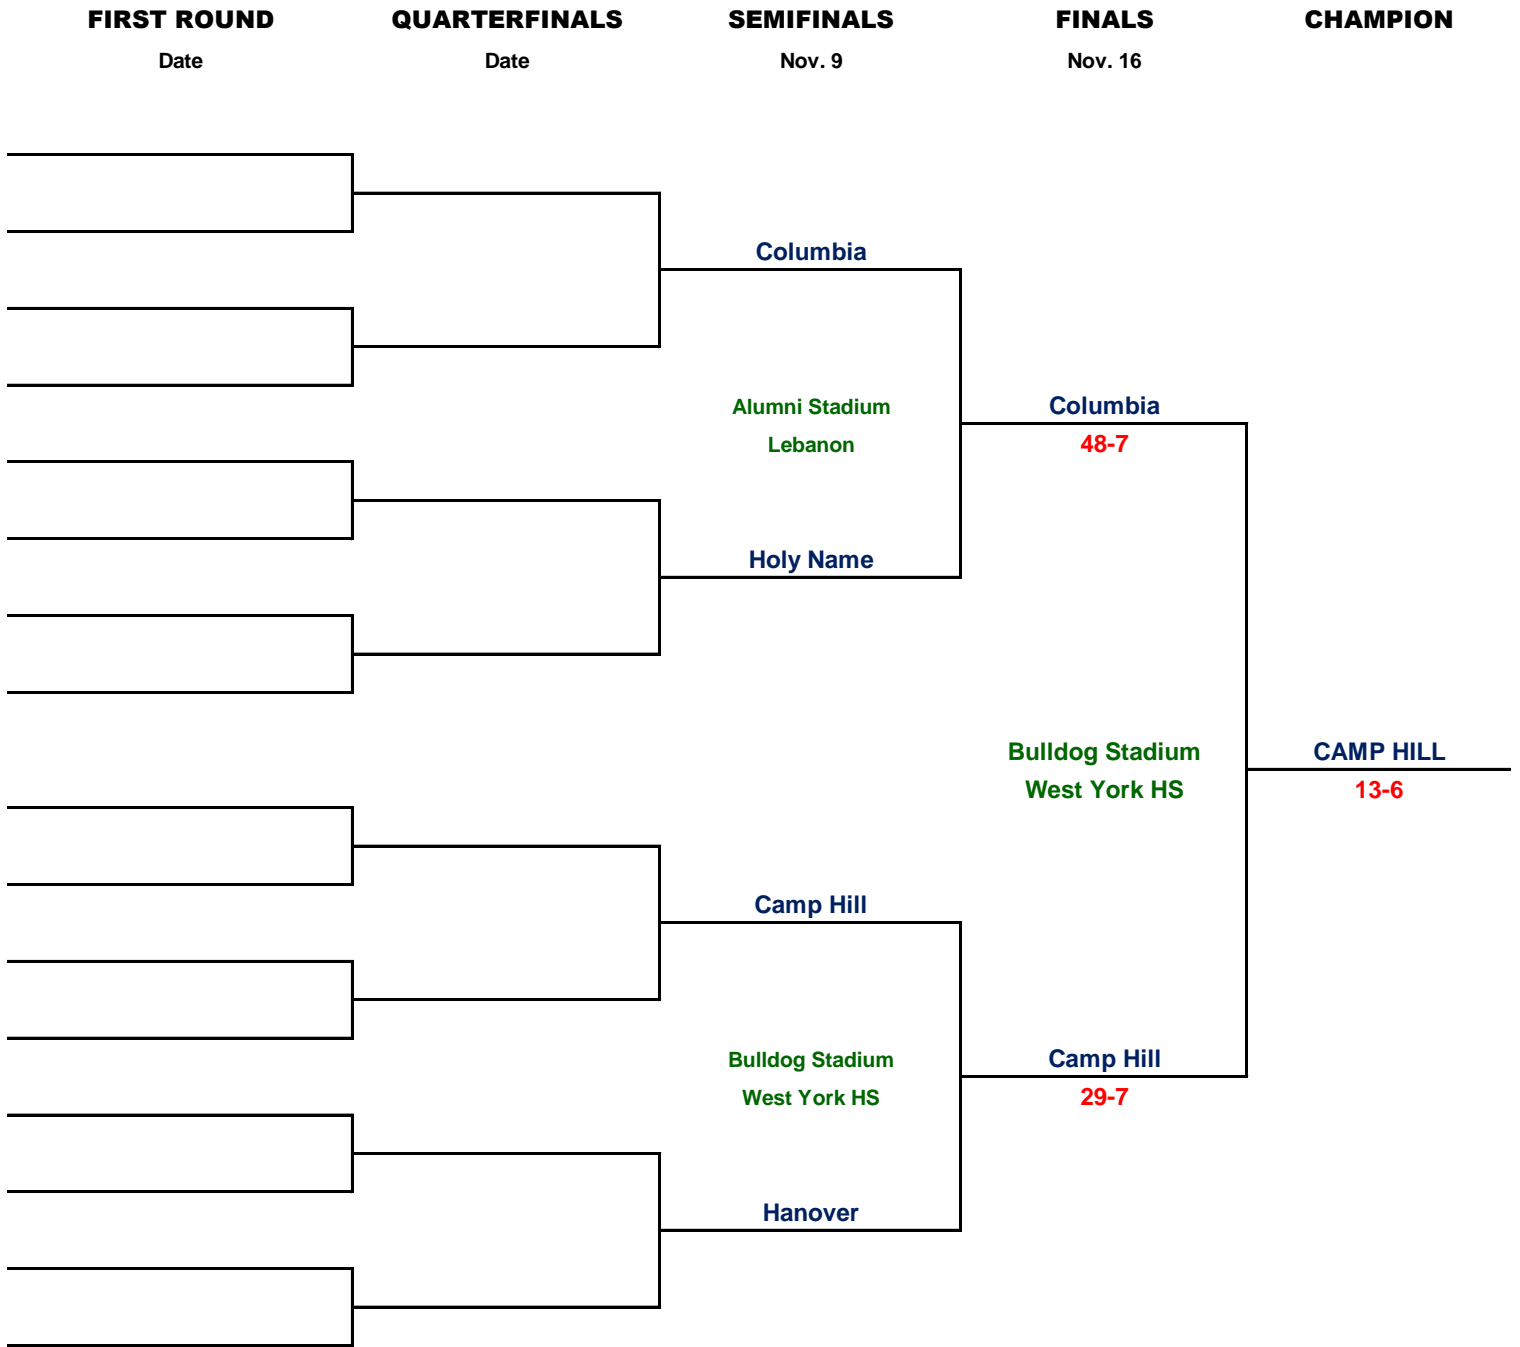 FIRST ROUND
QUARTERFINALS
SEMIFINALS
FINALS
CHAMPION
Date
Date
Nov. 9
Nov. 16
Columbia
Alumni Stadium
Lebanon
Columbia
48-7
Holy Name
Bulldog Stadium
West York HS
CAMP HILL
13-6
Camp Hill
Bulldog Stadium
West York HS
Camp Hill
29-7
Hanover